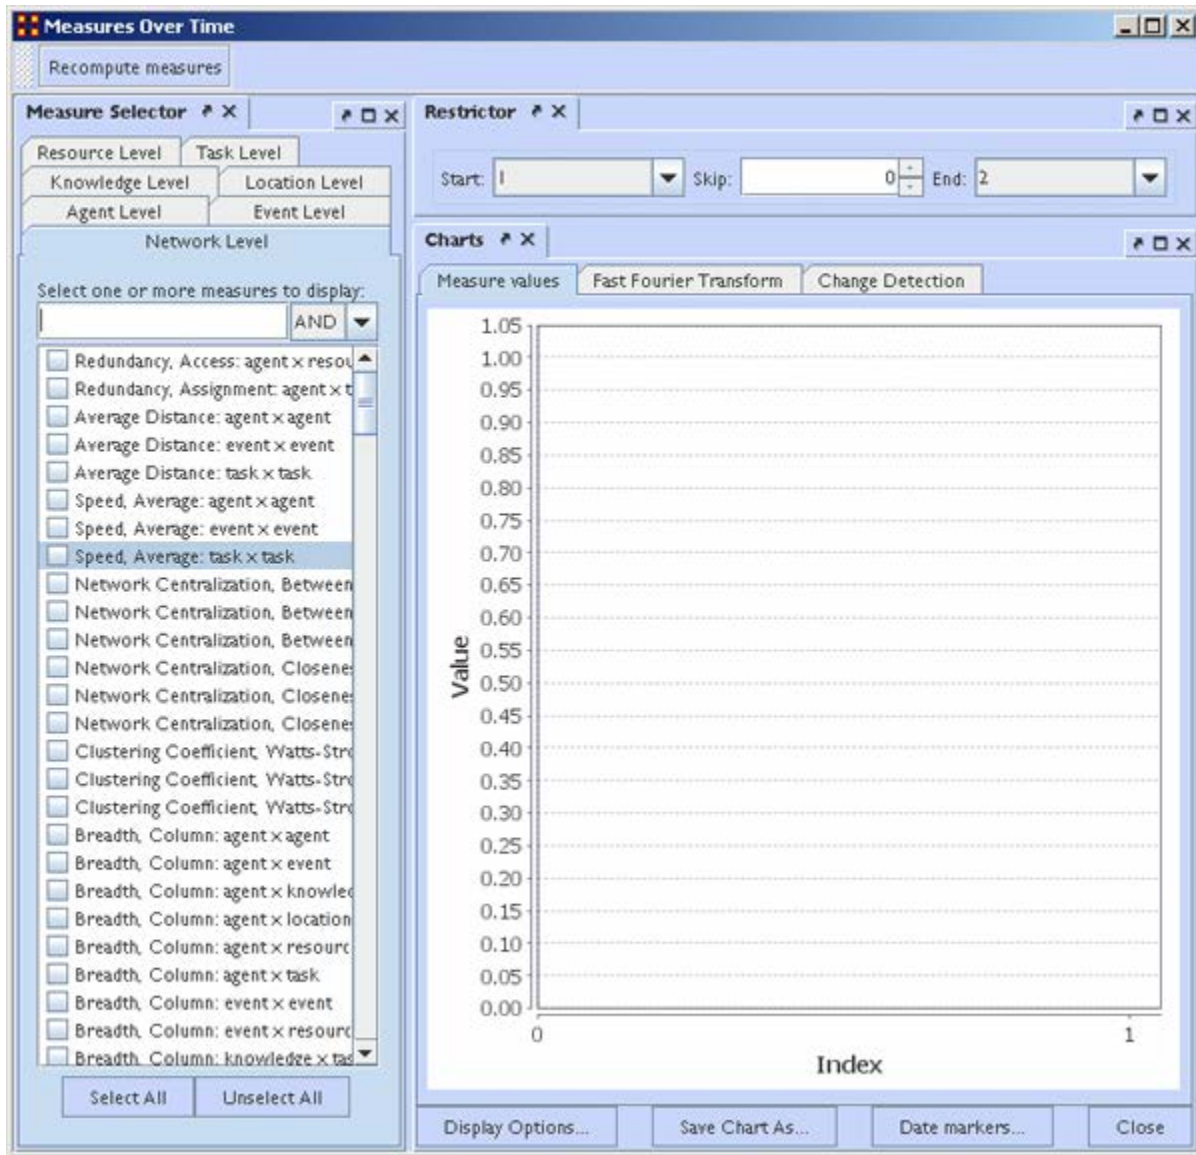 Measures Over Time
Recompute measures
Measure Selector
Resource Level Task Level
Knowledge Level Location Level
Agent Level Event Level
Network Level
Select one or more measures to display:
AND
Redundancy, Access: agent x resou
Redundancy, Assignment: agent x t
Average Distance: agent x agent
Average Distance: event x event
Average Distance: task x task
Speed, Average: agent x agent
Speed, Average: event x event
Speed, Average: task x task
Network Centralization, Between
Network Centralization, Between
Network Centralization, Between
Network Centralization, Closene
Network Centralization, Closene
Network Centralization, Closene
Clustering Coefficient, Watts-Stro
Clustering Coefficient, Watts-Stro
Clustering Coefficient, Watts-Stro
Breadth, Column: agent x agent
Breadth, Column: agent x event
Breadth, Column: agent x knowled
Breadth, Column: agent x location
Breadth, Column: agent x resourc
Breadth, Column: agent x task
Breadth, Column: event x event
Breadth, Column: event x resourc
Breadth, Column: knowledge x tas
Select All Unselect All
Restrictor
Start: 1 Skip: 0 End: 2
Charts
Measure values Fast Fourier Transform Change Detection
1.05
1.00
0.95
0.90
0.85
0.80
0.75
0.70
0.65
0.60
0.55
0.50
0.45
0.40
0.35
0.30
0.25
0.20
0.15
0.10
0.05
0.00
Value
0 1
Index
Display Options... Save Chart As... Date markers... Close